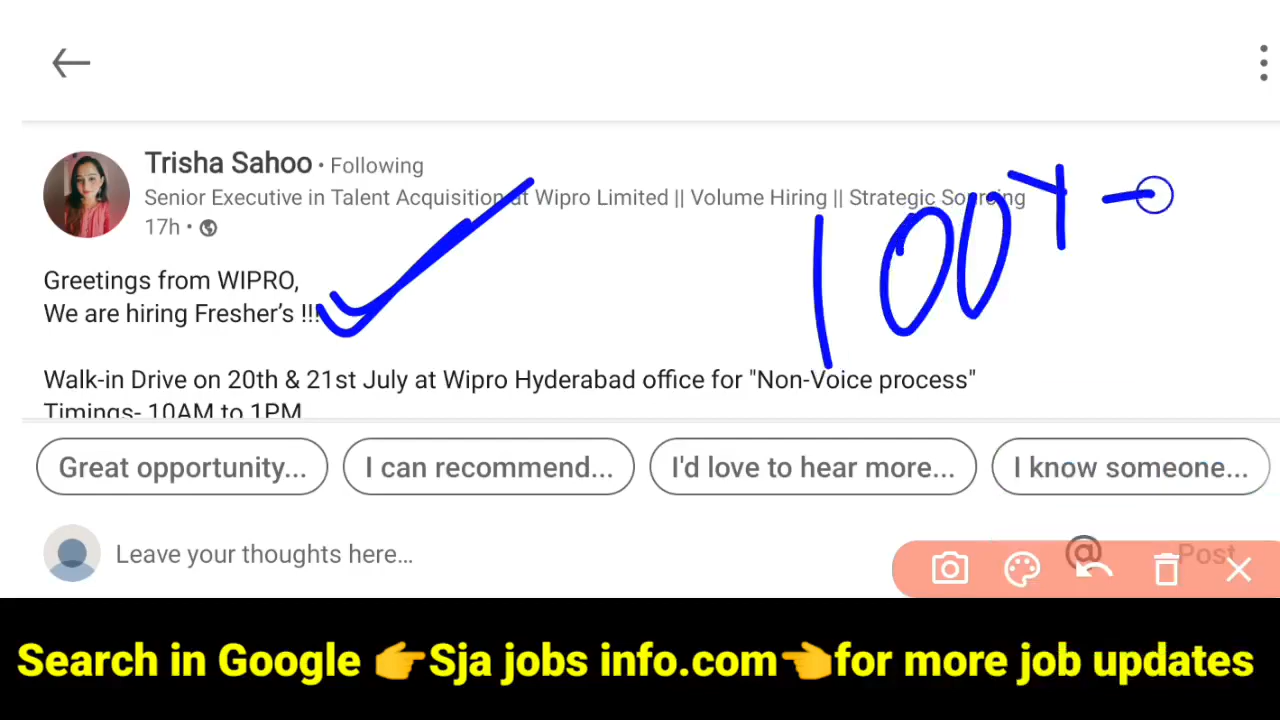 Trisha Sahoo • Following
Senior Executive in Talent Acquisition at Wipro Limited || Volume Hiring || Strategic Sourcing
17h •
Greetings from WIPRO,
We are hiring Fresher’s !!!
100
Walk-in Drive on 20th & 21st July at Wipro Hyderabad office for "Non-Voice process"
Timings- 10AM to 1PM
Great opportunity... I can recommend... I'd love to hear more... I know someone...
Leave your thoughts here... @ Post
Search in Google 👉Sja jobs info.com👈for more job updates